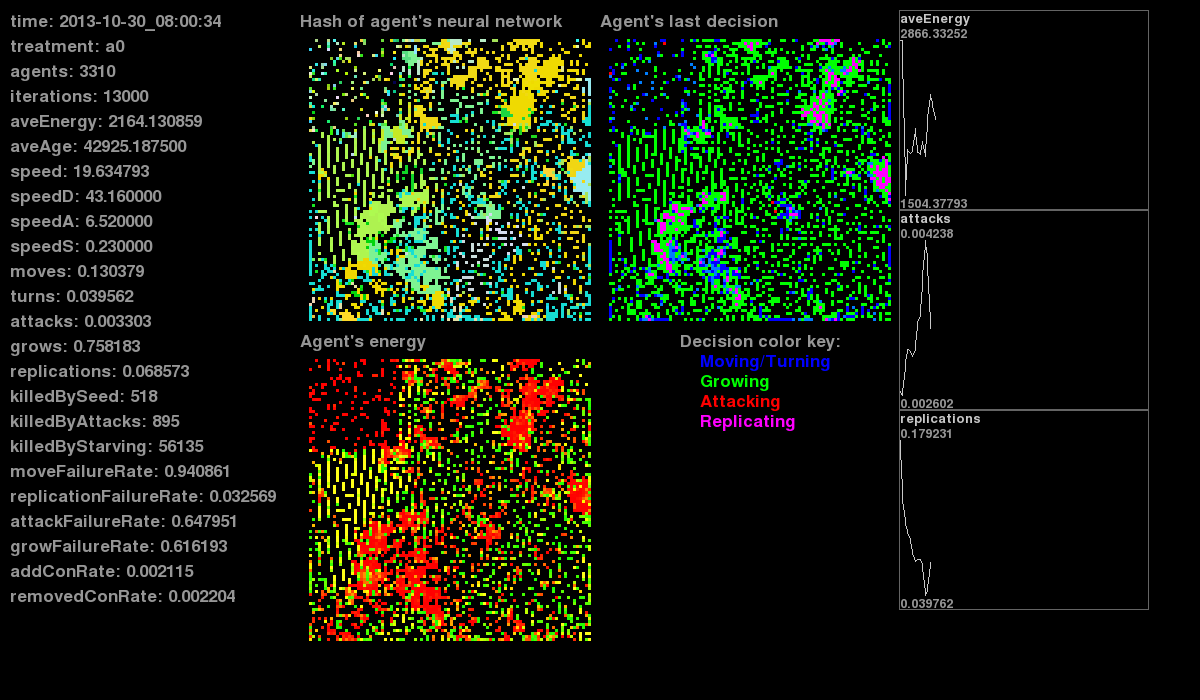 time: 2013-10-30_08:00:34
treatment: a0
agents: 3310
iterations: 13000
aveEnergy: 2164.130859
aveAge: 42925.187500
speed: 19.634793
speedD: 43.160000
speedA: 6.520000
speedS: 0.230000
moves: 0.130379
turns: 0.039562
attacks: 0.003303
grows: 0.758183
replications: 0.068573
killedBySeed: 518
killedByAttacks: 895
killedByStarving: 56135
moveFailureRate: 0.940861
replicationFailureRate: 0.032569
attackFailureRate: 0.647951
growFailureRate: 0.616193
addConRate: 0.002115
removedConRate: 0.002204
Hash of agent's neural network
Agent's last decision
Agent's energy
Decision color key:
Moving/Turning
Growing
Attacking
Replicating
aveEnergy
2866.33252
1504.37793
attacks
0.004238
0.002602
replications
0.179231
0.039762